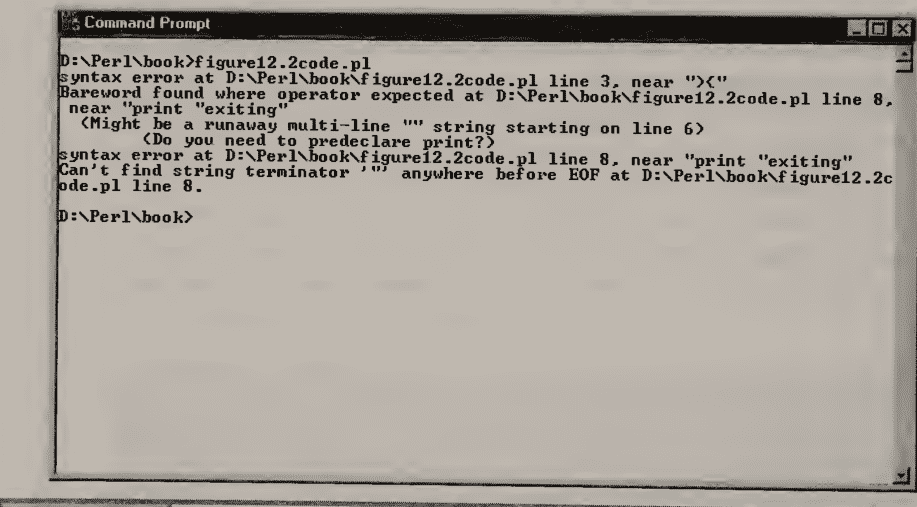 Command Prompt
D:\Perl\book>figure12.2code.pl
syntax error at D:\Perl\book\figure12.2code.pl line 3, near "){"
Bareword found where operator expected at D:\Perl\book\figure12.2code.pl line 8,
 near "print "exiting"
  (Might be a runaway multi-line "" string starting on line 6)
        (Do you need to predeclare print?)
syntax error at D:\Perl\book\figure12.2code.pl line 8, near "print "exiting"
Can't find string terminator '"' anywhere before EOF at D:\Perl\book\figure12.2c
ode.pl line 8.
D:\Perl\book>